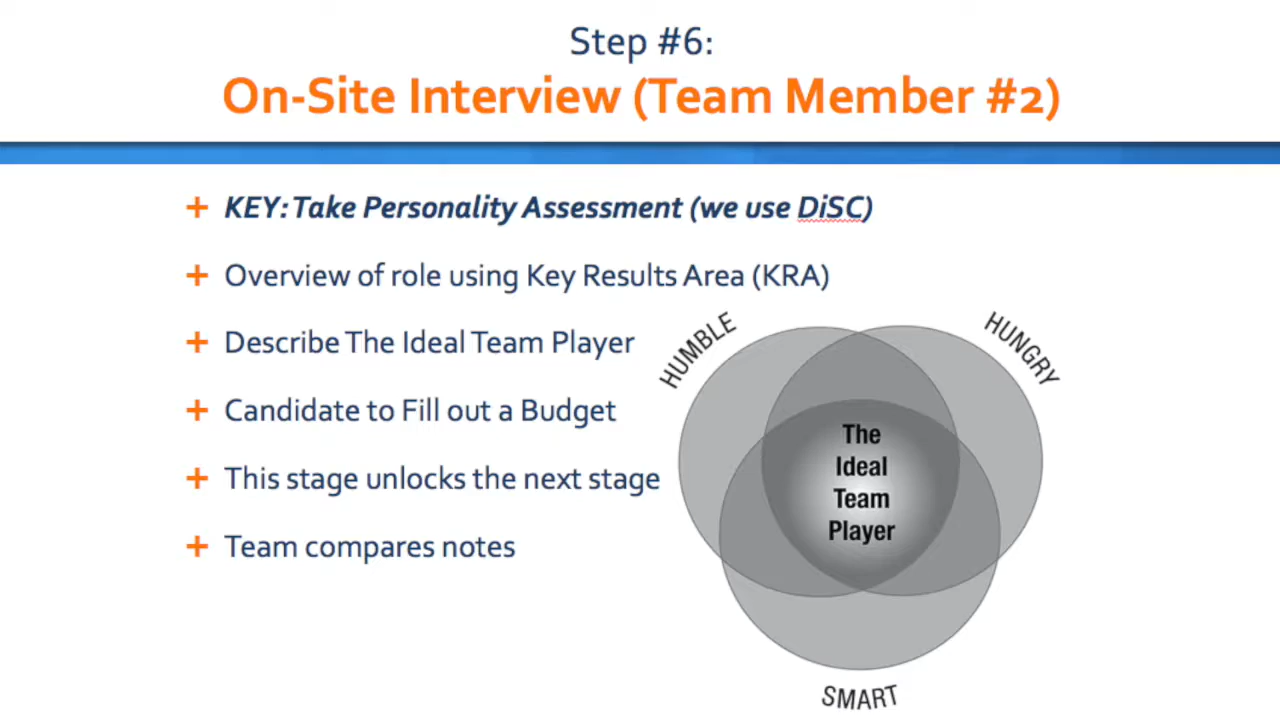 Step #6:
On-Site Interview (Team Member #2)
+ KEY: Take Personality Assessment (we use DiSC)
+ Overview of role using Key Results Area (KRA)
+ Describe The Ideal Team Player
+ Candidate to Fill out a Budget
+ This stage unlocks the next stage
+ Team compares notes
HUMBLE
HUNGRY
The
Ideal
Team
Player
SMART